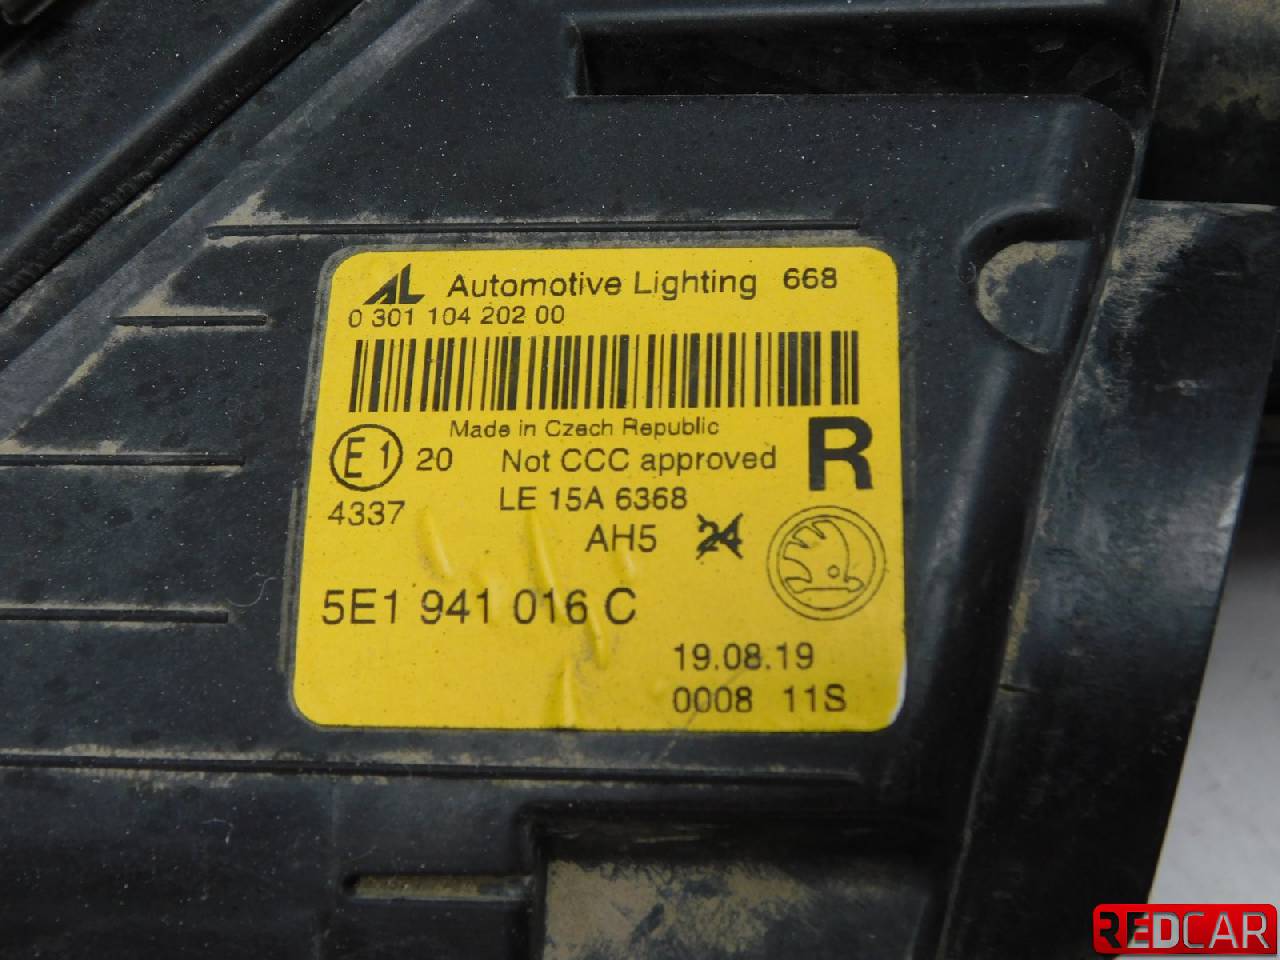 AL Automotive Lighting 668
0 301 104 202 00
Made in Czech Republic
E1 20 Not CCC approved R
4337 LE 15A 6368
AH5 24
5E1 941 016 C
19.08.19
0008 11S
REDCAR